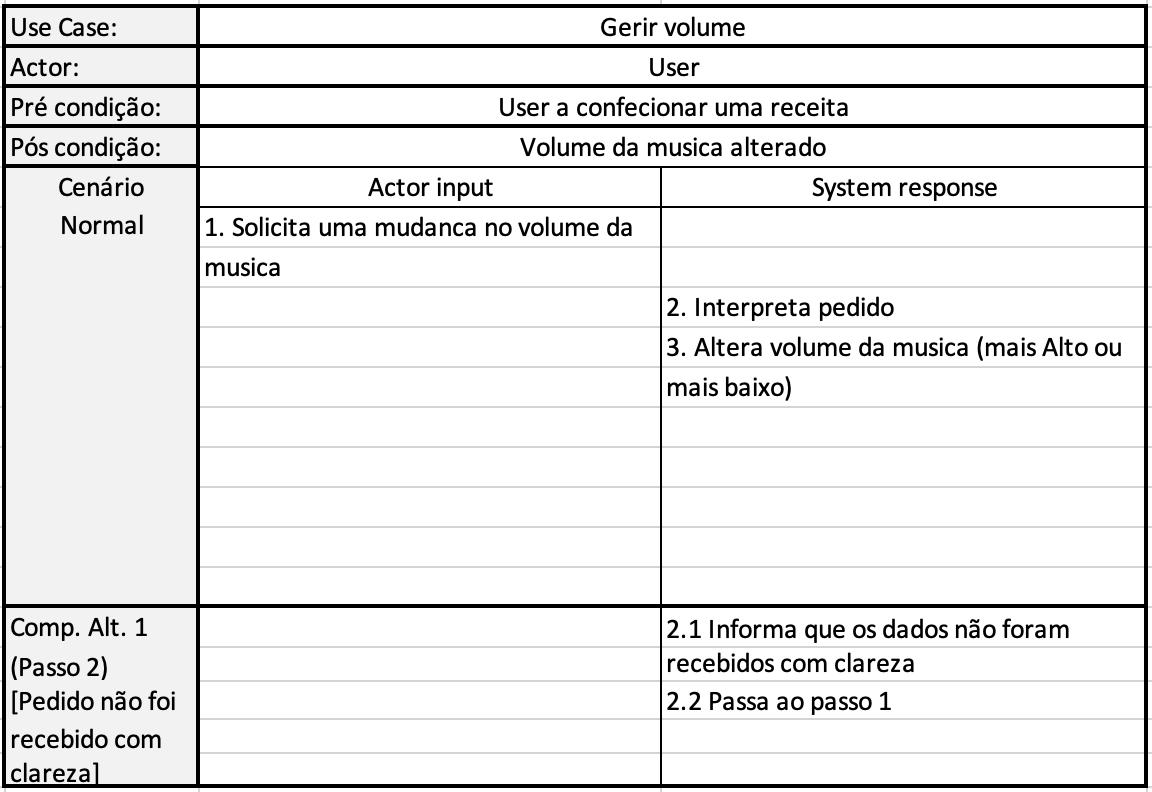 Use Case: Gerir volume
Actor: User
Pré condição: User a confecionar uma receita
Pós condição: Volume da musica alterado
Cenário Normal
Actor input
System response
1. Solicita uma mudanca no volume da
musica
2. Interpreta pedido
3. Altera volume da musica (mais Alto ou
mais baixo)
Comp. Alt. 1
(Passo 2)
[Pedido não foi
recebido com
clareza]
2.1 Informa que os dados não foram
recebidos com clareza
2.2 Passa ao passo 1